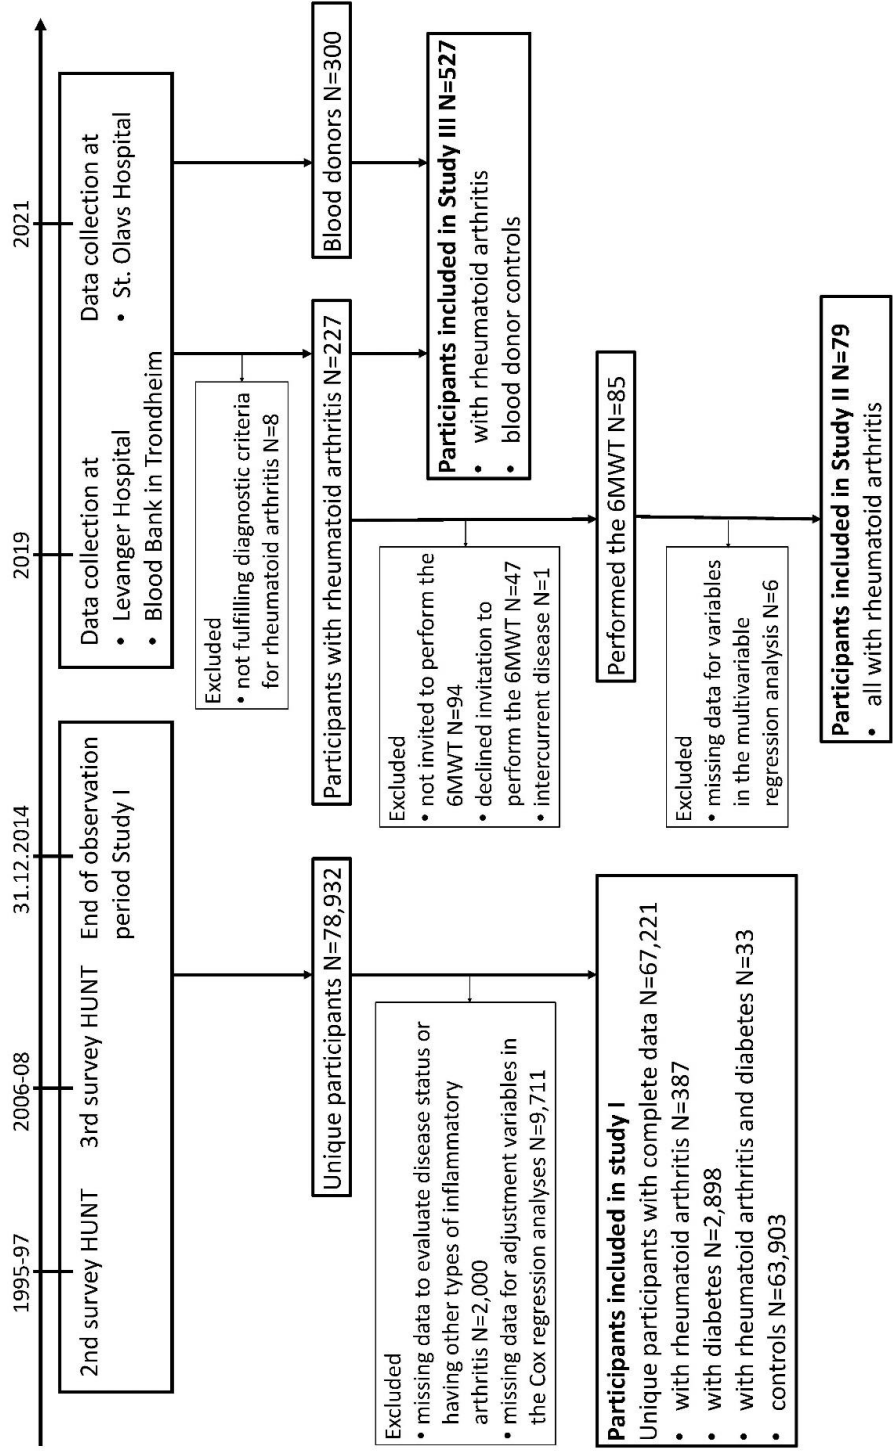 1995-97
2006-08
31.12.2014
2019
2021
2nd survey HUNT
3rd survey HUNT
End of observation
period Study I
Data collection at
• Levanger Hospital
• Blood Bank in Trondheim
Data collection at
• St. Olavs Hospital
Unique participants N=78,932
Excluded
• missing data to evaluate disease status or
having other types of inflammatory
arthritis N=2,000
• missing data for adjustment variables in
the Cox regression analyses N=9,711
Participants included in study I
Unique participants with complete data N=67,221
• with rheumatoid arthritis N=387
• with diabetes N=2,898
• with rheumatoid arthritis and diabetes N=33
• controls N=63,903
Excluded
• not fulfilling diagnostic criteria
for rheumatoid arthritis N=8
Participants with rheumatoid arthritis N=227
Blood donors N=300
Participants included in Study III N=527
• with rheumatoid arthritis
• blood donor controls
Excluded
• not invited to perform the
6MWT N=94
• declined invitation to
perform the 6MWT N=47
• intercurrent disease N=1
Performed the 6MWT N=85
Excluded
• missing data for variables
in the multivariable
regression analysis N=6
Participants included in Study II N=79
• all with rheumatoid arthritis